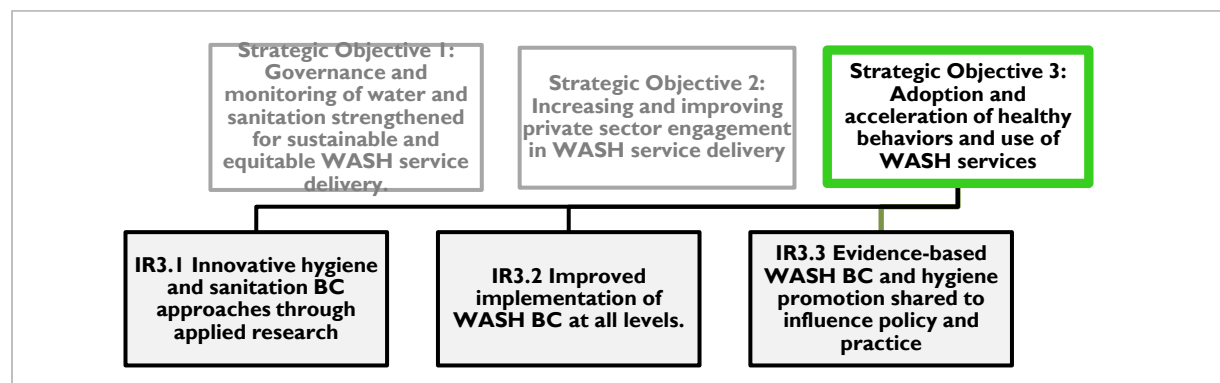 Strategic Objective 1:
Governance and
monitoring of water and
sanitation strengthened
for sustainable and
equitable WASH service
delivery.
Strategic Objective 2:
Increasing and improving
private sector engagement
in WASH service delivery
Strategic Objective 3:
Adoption and
acceleration of healthy
behaviors and use of
WASH services
IR3.1 Innovative hygiene
and sanitation BC
approaches through
applied research
IR3.2 Improved
implementation of
WASH BC at all levels.
IR3.3 Evidence-based
WASH BC and hygiene
promotion shared to
influence policy and
practice